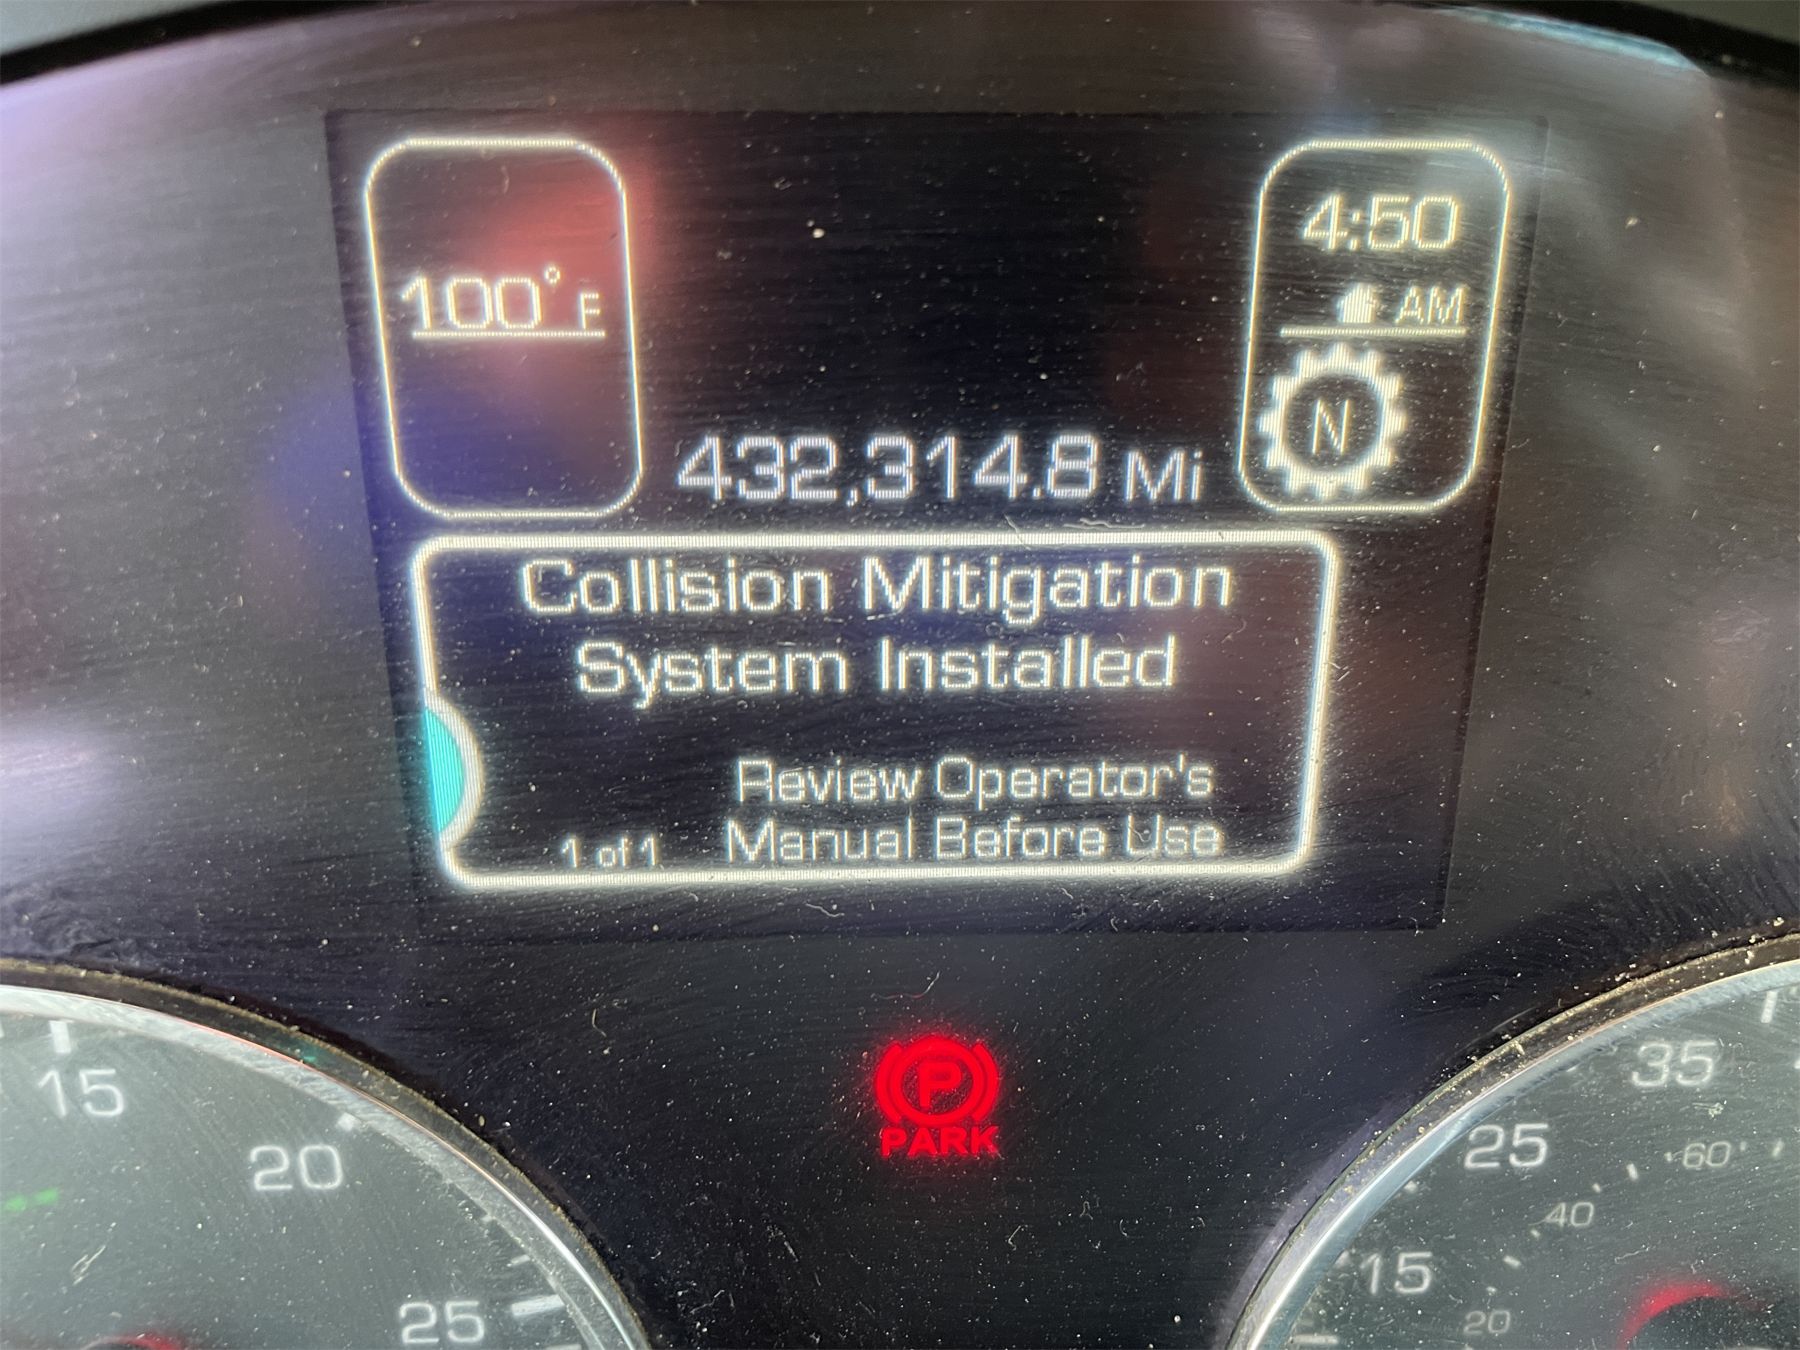 100° F
4:50
AM
N
432,314.8 Mi
Collision Mitigation
System Installed
Review Operator's
Manual Before Use
1 of 1
P
PARK
15
20
25
35
25
15
60
40
20